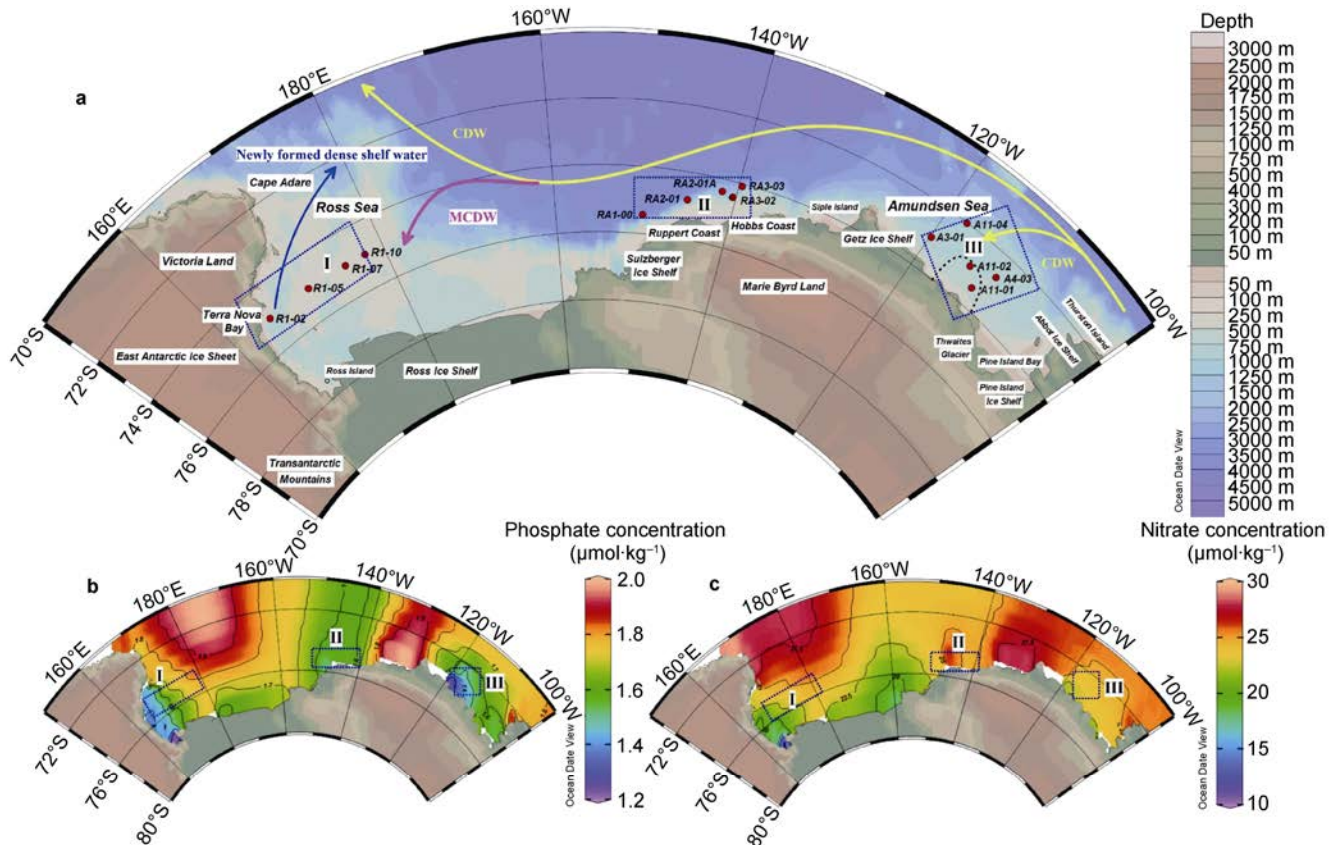 160°W
140°W
120°W
100°W
180°E
160°E
70°S
72°S
74°S
76°S
78°S
70°S
a
CDW
Newly formed dense shelf water
Cape Adare
MCDW
Ross Sea
I
R1-10
R1-07
R1-05
R1-02
Victoria Land
Terra Nova
Bay
East Antarctic ice Sheet
Ross Island
Ross Ice Shelf
Transantarctic
Mountains
RA2-01A
RA3-03
RA2-01
II
RA3-02
RA1-00
Ruppert Coast
Hobbs Coast
Siple Island
Sulzberger
ice Shelf
Marie Byrd Land
Amundsen Sea
Getz Ice Shelf
A3-01
A11-04
III
CDW
A11-02
A4-03
A11-01
Thwaites
Glacier
Pine Island Bay
Pine Island
Ice Shelf
Abbot Ice Shelf
Thurston Island
Depth
3000 m
2500 m
2000 m
1750 m
1250 m
1000 m
750 m
500 m
400 m
300 m
200 m
100 m
50 m
50 m
100 m
250 m
500 m
750 m
1000 m
1250 m
1500 m
2000 m
2500 m
3000 m
3500 m
4000 m
4500 m
5000 m
Ocean Date View
b
Phosphate concentration
(μmol·kg⁻¹)
2.0
1.8
1.6
1.4
1.2
160°E
180°E
160°W
140°W
120°W
100°W
72°S
76°S
80°S
I
II
III
1.7
Ocean Date View
c
Nitrate concentration
(μmol·kg⁻¹)
30
25
20
15
10
160°E
180°E
160°W
140°W
120°W
100°W
72°S
76°S
80°S
I
II
III
22.5
Ocean Date View